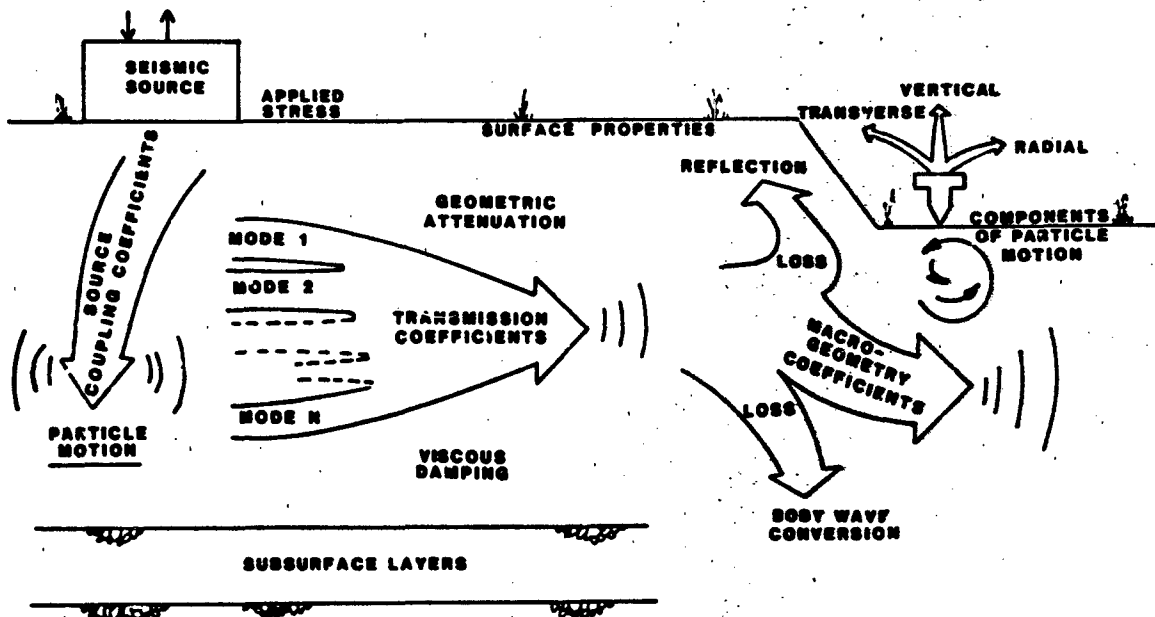 SEISMIC
SOURCE
APPLIED
STRESS
SURFACE PROPERTIES
VERTICAL
TRANSVERSE
RADIAL
REFLECTION
COMPONENTS
OF PARTICLE
MOTION
SOURCE
COUPLING COEFFICIENTS
GEOMETRIC
ATTENUATION
MODE 1
MODE 2
TRANSMISSION
COEFFICIENTS
MODE N
LOSS
MACRO-
GEOMETRY
COEFFICIENTS
LOSS
PARTICLE
MOTION
VISCOUS
DAMPING
BODY WAVE
CONVERSION
SUBSURFACE LAYERS